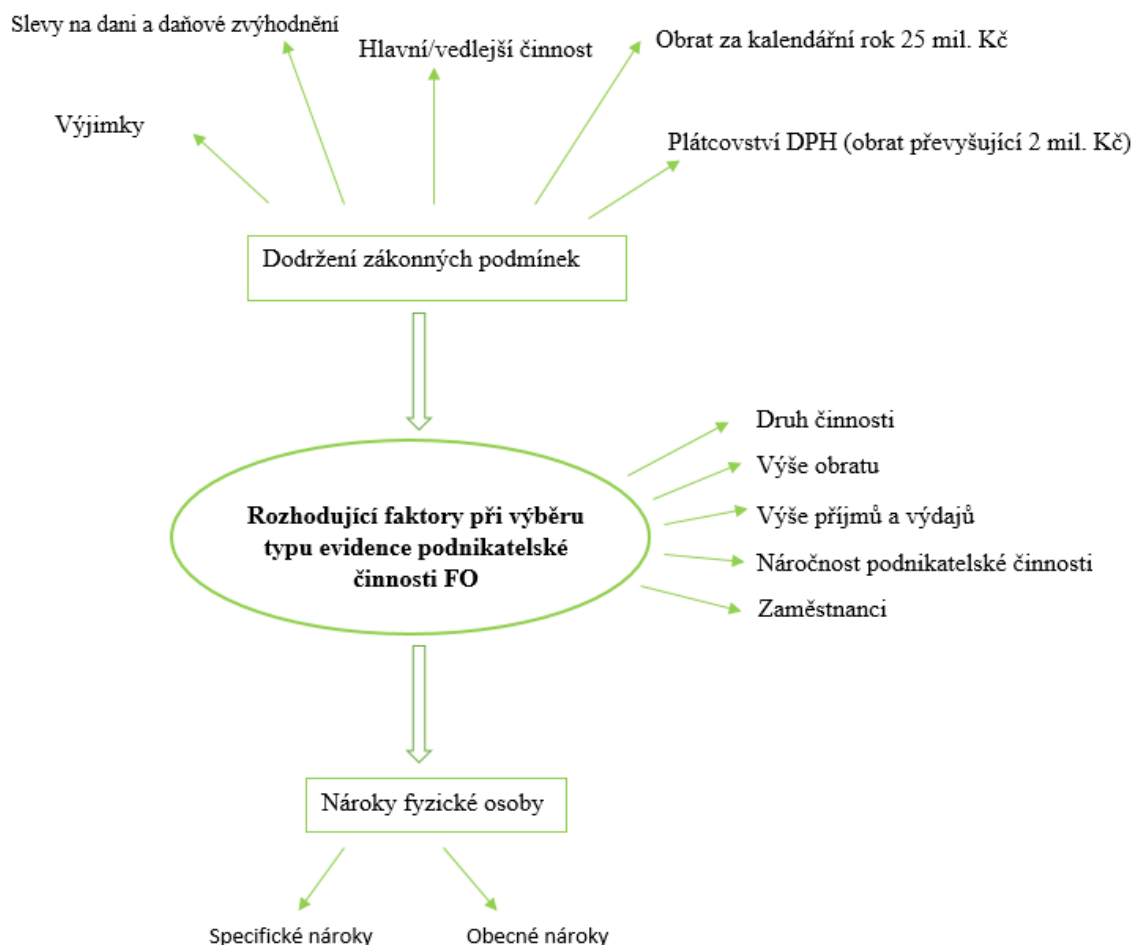 Slevy na dani a daňové zvýhodnění
Hlavní/vedlejší činnost
Obrat za kalendářní rok 25 mil. Kč
Výjimky
Plátcovství DPH (obrat převyšující 2 mil. Kč)
Dodržení zákonných podmínek
Rozhodující faktory při výběru
typu evidence podnikatelské
činnosti FO
Druh činnosti
Výše obratu
Výše příjmů a výdajů
Náročnost podnikatelské činnosti
Zaměstnanci
Nároky fyzické osoby
Specifické nároky
Obecné nároky